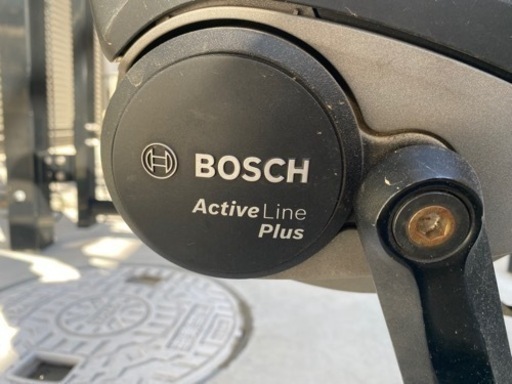 BOSCH
Active Line
Plus